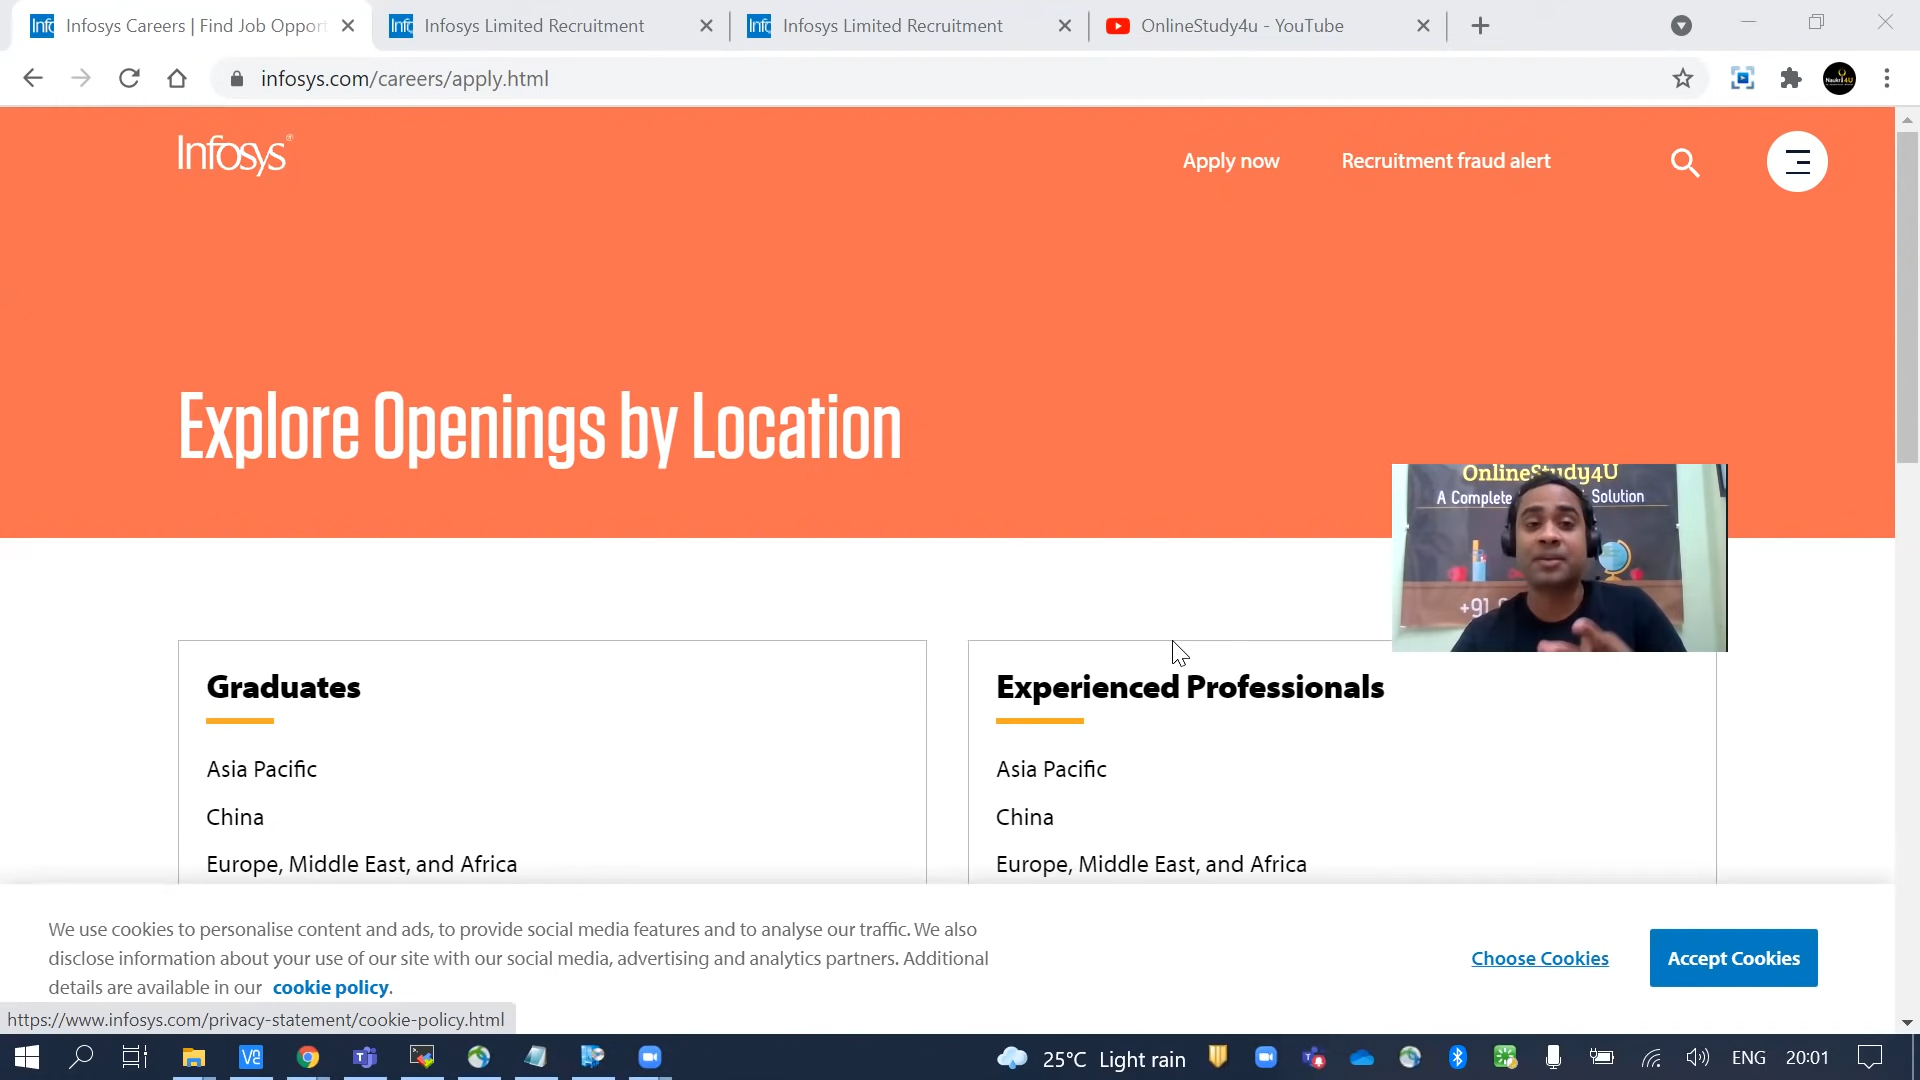 Infosys Careers | Find Job Opport
Infosys Limited Recruitment
Infosys Limited Recruitment
OnlineStudy4u - YouTube
infosys.com/careers/apply.html
Infosys
Apply now
Recruitment fraud alert
Explore Openings by Location
OnlineStudy4U
A Complete
Solution
+91
Graduates
Asia Pacific
China
Europe, Middle East, and Africa
Experienced Professionals
Asia Pacific
China
Europe, Middle East, and Africa
We use cookies to personalise content and ads, to provide social media features and to analyse our traffic. We also
disclose information about your use of our site with our social media, advertising and analytics partners. Additional
details are available in our cookie policy.
Choose Cookies
Accept Cookies
https://www.infosys.com/privacy-statement/cookie-policy.html
25°C Light rain
ENG
20:01